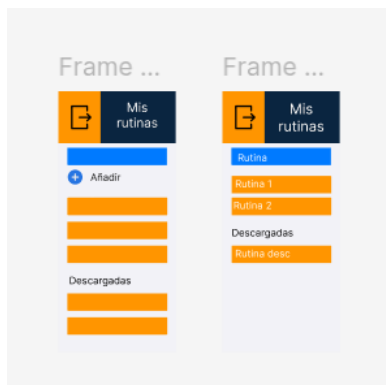 Frame ...
Mis
rutinas
Añadir
Descargadas
Frame ...
Mis
rutinas
Rutina
Rutina 1
Rutina 2
Descargadas
Rutina desc